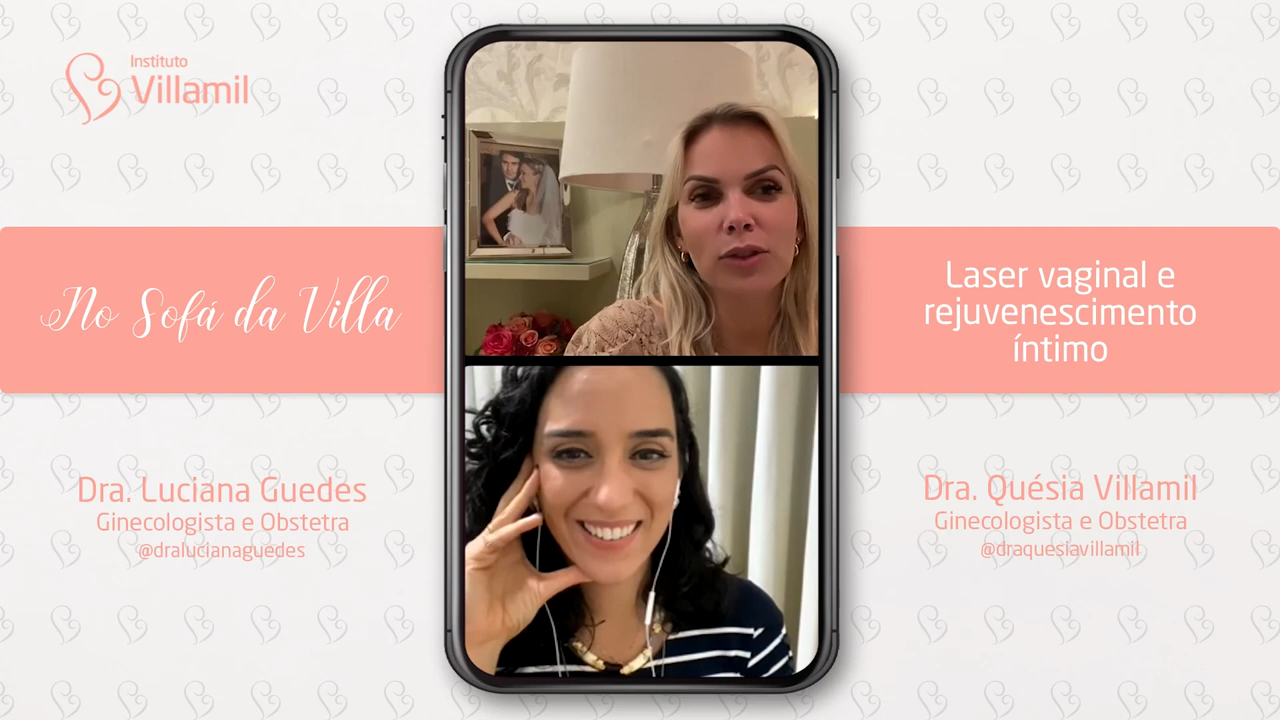 Instituto
Villamil
No Sofá da Villa
Laser vaginal e
rejuvenescimento
íntimo
Dra. Luciana Guedes
Ginecologista e Obstetra
@dralucianaguedes
Dra. Quésia Villamil
Ginecologista e Obstetra
@draquesiavillamil